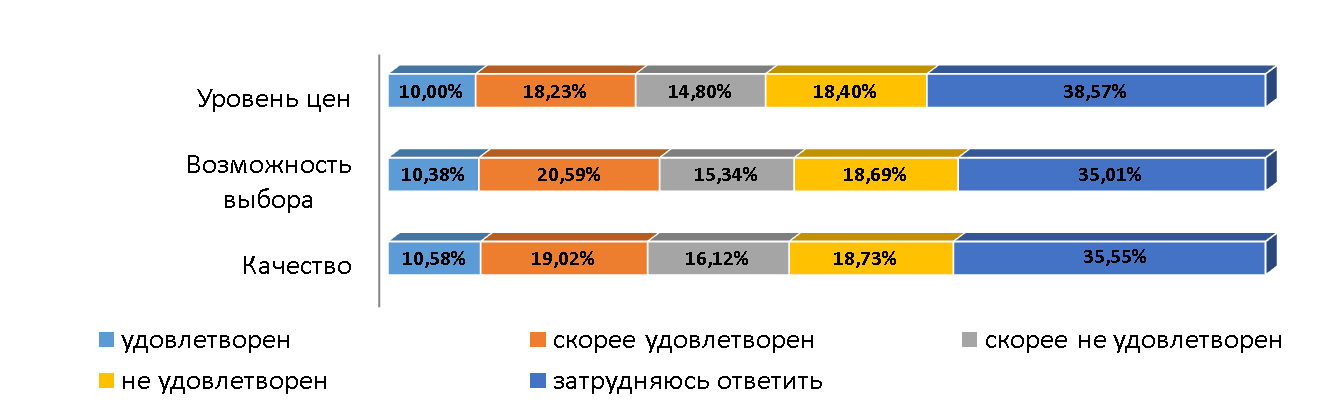 Уровень цен
10,00% 18,23% 14,80% 18,40% 38,57%
Возможность
выбора
10,38% 20,59% 15,34% 18,69% 35,01%
Качество
10,58% 19,02% 16,12% 18,73% 35,55%
удовлетворен скорее удовлетворен скорее не удовлетворен
не удовлетворен затрудняюсь ответить